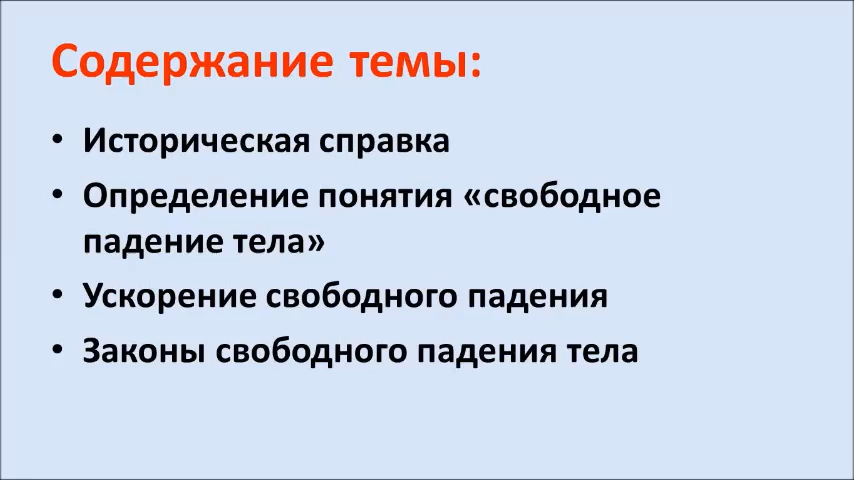 Содержание темы:
• Историческая справка
• Определение понятия «свободное
падение тела»
• Ускорение свободного падения
• Законы свободного падения тела